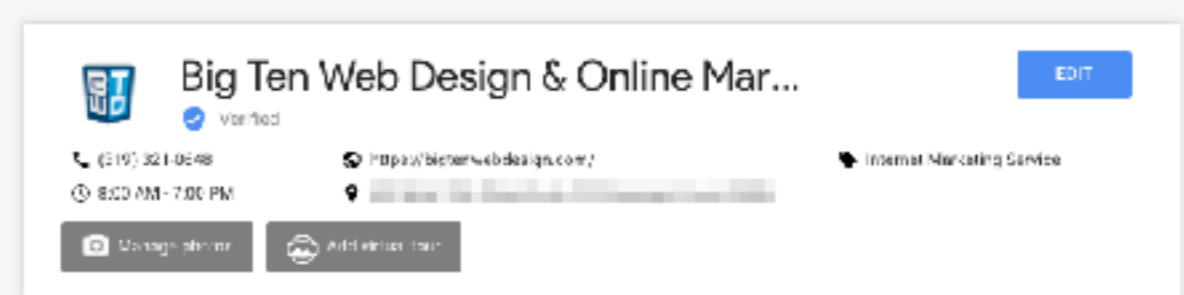 Big Ten Web Design & Online Mar...
EDIT
Verified
(319) 321-0648
https://bigtenwebdesign.com/
Internet Marketing Service
8:00 AM - 7:00 PM
Manage photos
Add virtual tour